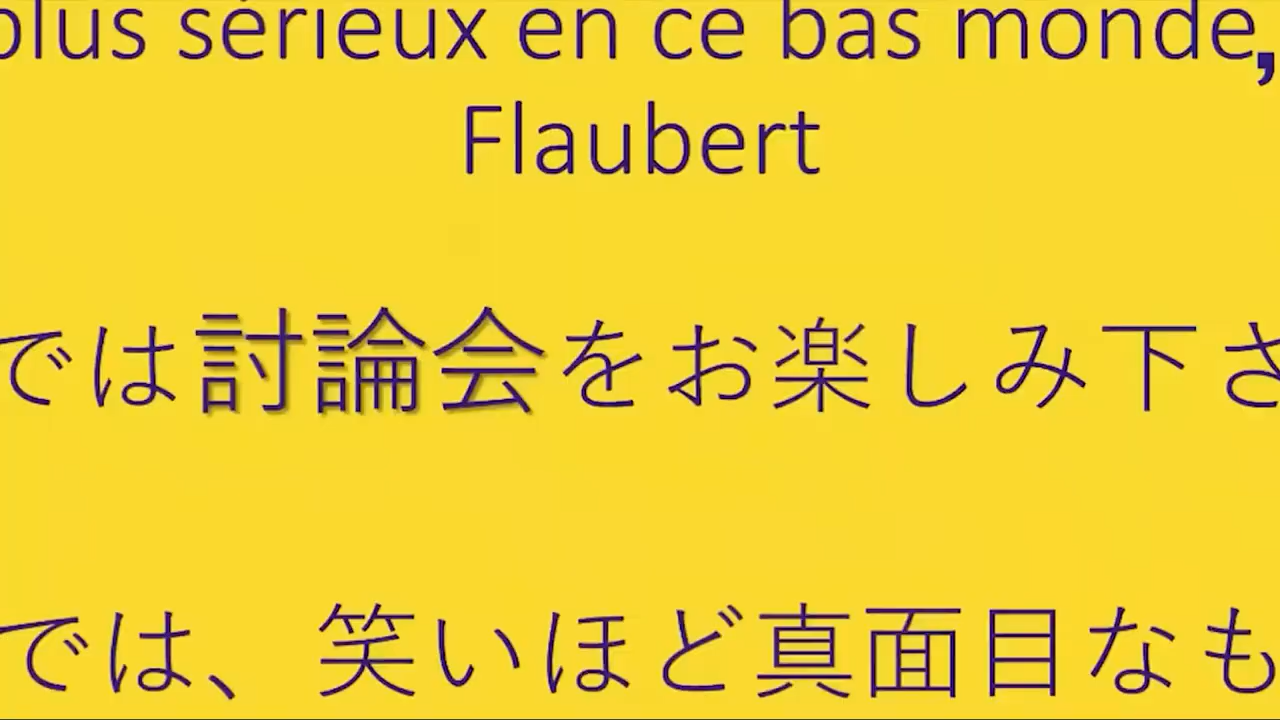 plus sérieux en ce bas monde,
Flaubert
では討論会をお楽しみ下さ
では、笑いほど真面目なも